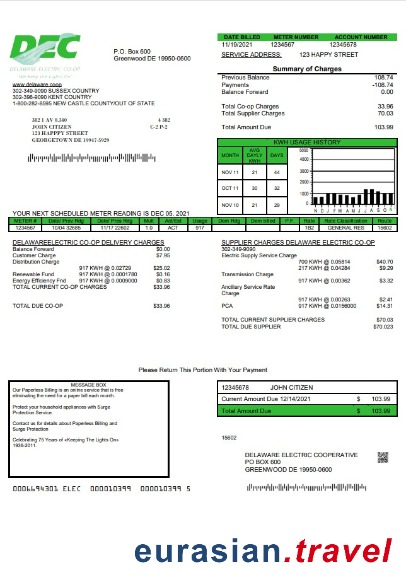 DEC
DELAWARE ELECTRIC CO-OP
P.O. Box 600
Greenwood DE 19950-0600
www.delaware.coop
302-349-9090 SUSSEX COUNTRY
302-398-9090 KENT COUNTRY
1-800-282-8595 NEW CASTLE COUNTY/OUT OF STATE
DATE BILLED METER NUMBER ACCOUNT NUMBER
11/19/2021 1234567 12345678
SERVICE ADDRESS: 123 HAPPY STREET
Summary of Charges
Previous Balance 108.74
Payments -108.74
Balance Forward 0.00
Total Co-op Charges 33.96
Total Supplier Charges 70.03
Total Amount Due 103.99
JOHN CITIZEN C-2 P-2
123 HAPPPY STREET
GEORGETOWN DE 19947-5929
KWH USAGE HISTORY
MONTH AVG DAYLY KWH DAYS
NOV 11 21 44
OCT 11 30 32
NOV 10 21 29
5000
4000
3000
2000
1000
0
N D J F M A M J J A S O N
YOUR NEXT SCHEDULED METER READING IS DEC 05, 2021
METER # Date/ Prev Rdg Date/ Pres Rdg Mult Act/Est Usage Dem Rdg Dem billed P.F. Rate Rate Classification Route
1234567 10/04 32685 11/17 22602 1.0 ACT 917 1B2 GENERAL RES 15602
DELAWAREELECTRIC CO-OP DELIVERY CHARGES
Balance Forward $0.00
Customer Charge $7.95
Distribution Charge
917 KWH @ 0.02729 $25.02
Renewable Fund 917 KWH @ 0.0001780 $0.16
Energy Efficiency Fnd 917 KWH @ 0.0009000 $0.83
TOTAL CURRENT CO-OP CHARGES $33.96
TOTAL DUE CO-OP $33.96
SUPPLIER CHARGES DELAWARE ELECTRIC CO-OP
302-349-9090
Electric Supply Service Charge
700 KWH @ 0.05814 $40.70
217 KWH @ 0.04284 $9.29
Transmission Charge
917 KWH @ 0.00362 $3.32
Ancillary Service Rate
Charge
917 KWH @ 0.00263 $2.41
PCA 917 KWH @ 0.0156000 $14.31
TOTAL CURRENT SUPPLIER CHARGES $70.03
TOTAL DUE SUPPLIER $70.023
Please Return This Portion With Your Payment
MESSAGE BOX
Our Paperless Billing is an online service that is free
eliminating the need for a paper bill each month.
Protect your household appliances with Surge
Protection Service.
Contact us for details about Paperless Billing and
Surge Protection
Celebrating 75 Years of «Keeping The Lights On»
1936-2011.
12345678 JOHN CITIZEN
Current Amount Due 12/14/2021 $ 103.99
Total Amount Due $ 103.99
15602
DELAWARE ELECTRIC COOPERATIVE
PO BOX 600
GREENWOOD DE 19950-0600
0006694301 ELEC 000010399 000010399 5
eurasian.travel